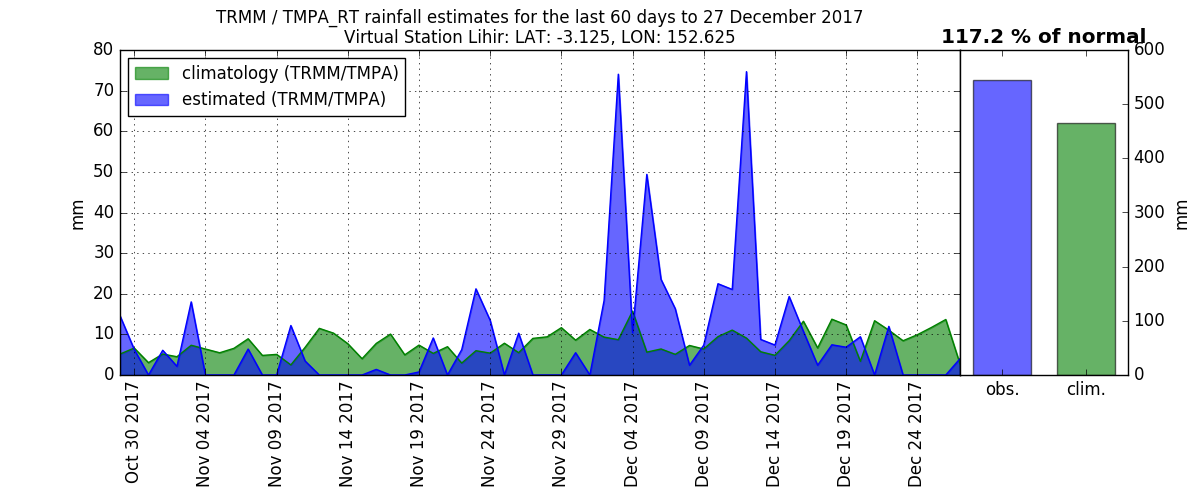 TRMM / TMPA_RT rainfall estimates for the last 60 days to 27 December 2017
Virtual Station Lihir: LAT: -3.125, LON: 152.625
117.2 % of normal
climatology (TRMM/TMPA)
estimated (TRMM/TMPA)
80
70
60
50
40
30
20
10
0
mm
600
500
400
300
200
100
0
mm
obs.
clim.
Oct 30 2017
Nov 04 2017
Nov 09 2017
Nov 14 2017
Nov 19 2017
Nov 24 2017
Nov 29 2017
Dec 04 2017
Dec 09 2017
Dec 14 2017
Dec 19 2017
Dec 24 2017